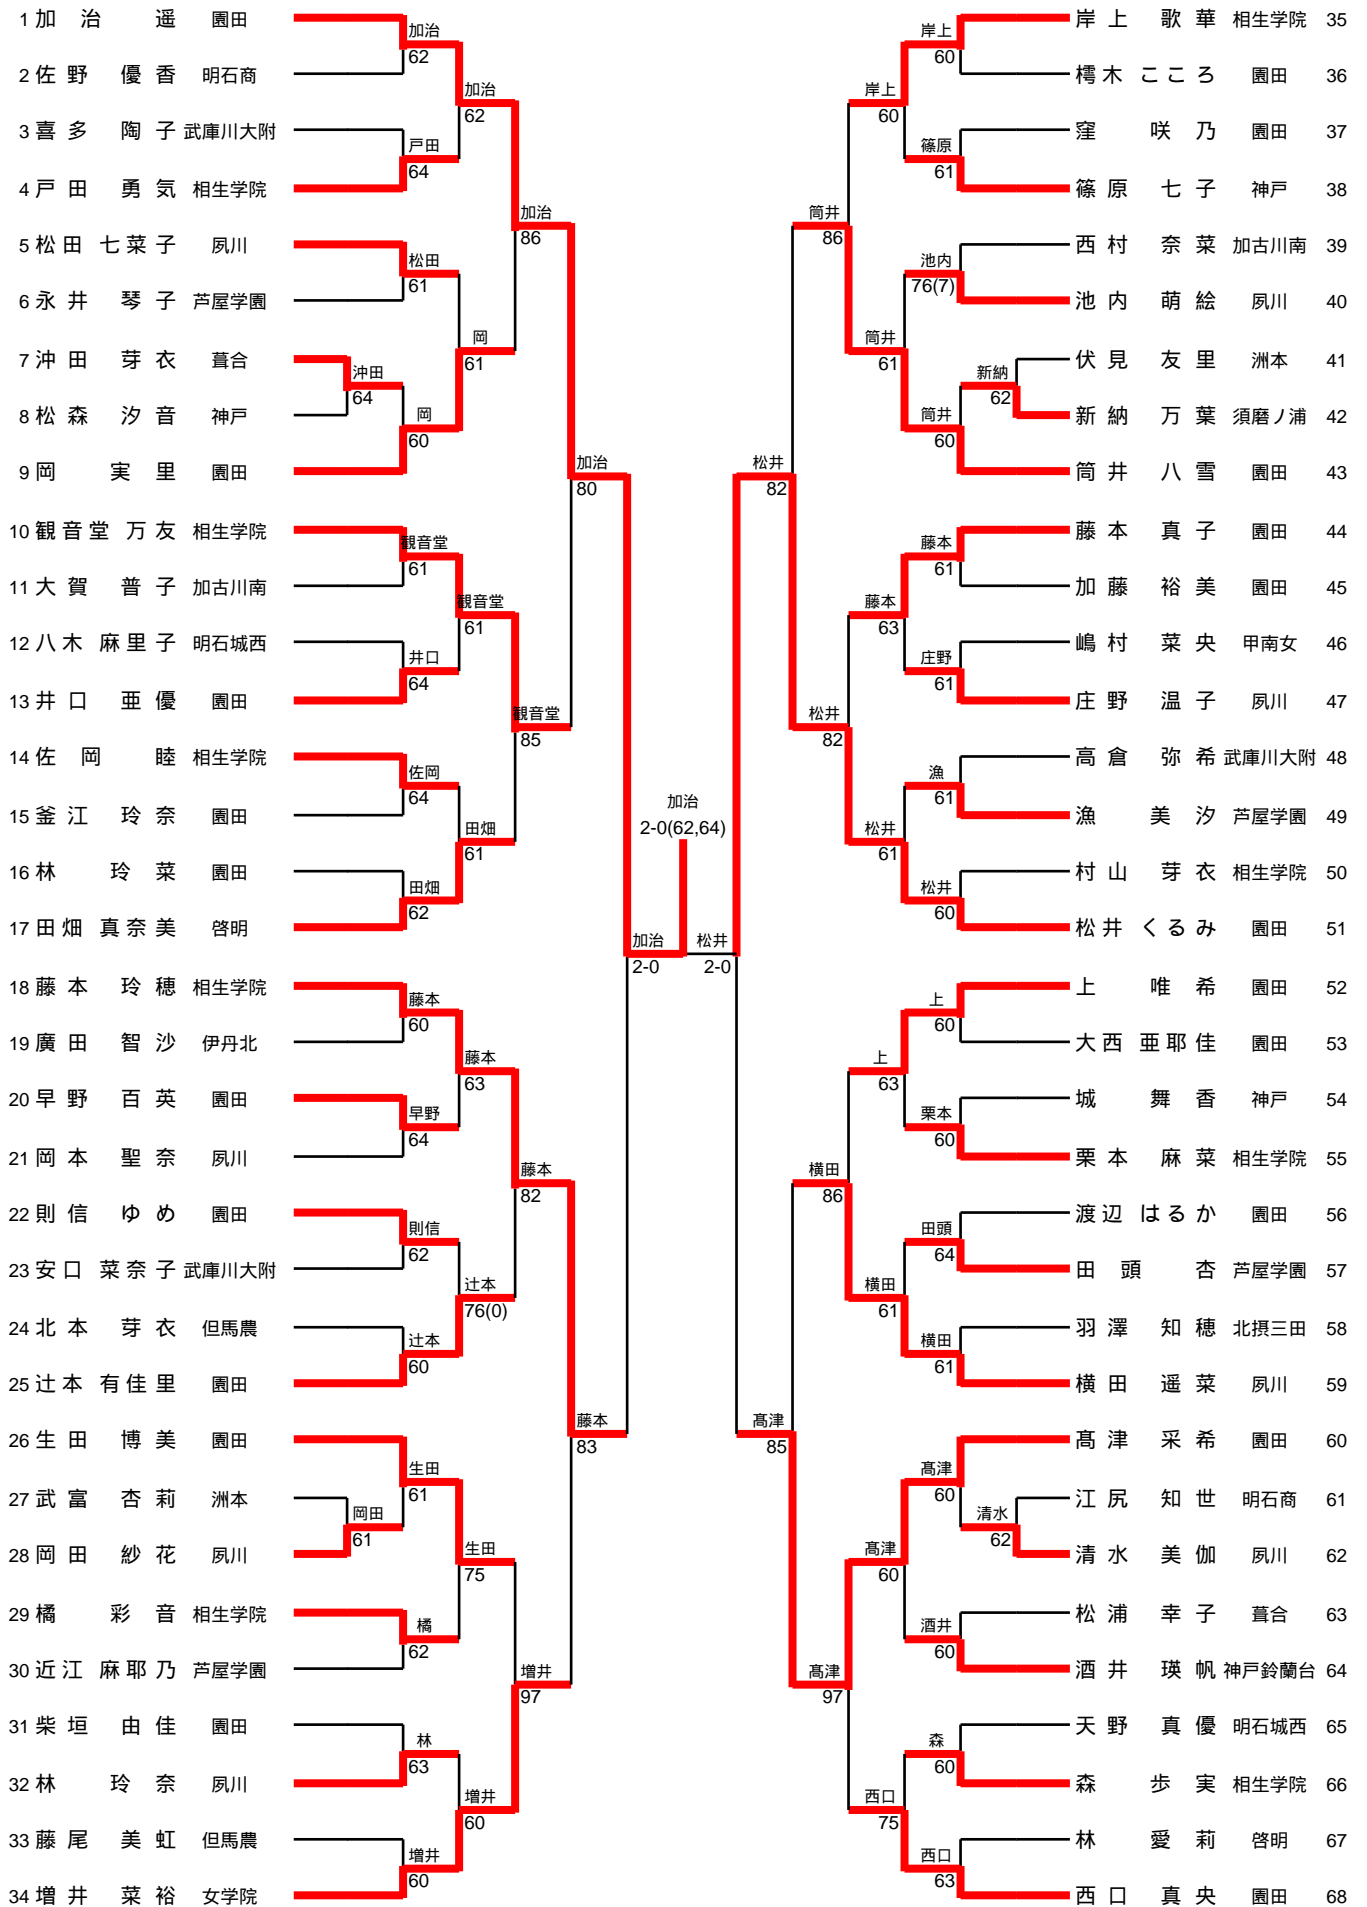 1 加治 遥 園田
加治
62
2 佐野 優香 明石商
加治
62
3 喜多 陶子 武庫川大附
戸田
64
4 戸田 勇気 相生学院
加治
86
5 松田 七菜子 夙川
松田
61
6 永井 琴子 芦屋学園
岡
61
7 沖田 芽衣 葺合
沖田
64
8 松森 汐音 神戸
岡
60
9 岡 実里 園田
加治
80
10 観音堂 万友 相生学院
観音堂
61
11 大賀 普子 加古川南
観音堂
61
12 八木 麻里子 明石城西
井口
64
13 井口 亜優 園田
観音堂
85
14 佐岡 睦 相生学院
佐岡
64
15 釜江 玲奈 園田
田畑
61
16 林 玲菜 園田
田畑
62
17 田畑 真奈美 啓明
加治
2-0
18 藤本 玲穂 相生学院
藤本
60
19 廣田 智沙 伊丹北
藤本
63
20 早野 百英 園田
早野
64
21 岡本 聖奈 夙川
藤本
82
22 則信 ゆめ 園田
則信
62
23 安口 菜奈子 武庫川大附
辻本
76(0)
24 北本 芽衣 但馬農
辻本
60
25 辻本 有佳里 園田
藤本
83
26 生田 博美 園田
生田
61
27 武富 杏莉 洲本
岡田
61
28 岡田 紗花 夙川
生田
75
29 橘 彩音 相生学院
橘
62
30 近江 麻耶乃 芦屋学園
増井
97
31 柴垣 由佳 園田
林
63
32 林 玲奈 夙川
増井
60
33 藤尾 美虹 但馬農
増井
60
34 増井 菜裕 女学院
加治
2-0(62,64)
岸上 歌華 相生学院 35
岸上
60
樗木 こころ 園田 36
岸上
60
窪 咲乃 園田 37
篠原
61
篠原 七子 神戸 38
筒井
86
西村 奈菜 加古川南 39
池内
76(7)
池内 萌絵 夙川 40
筒井
61
伏見 友里 洲本 41
新納
62
新納 万葉 須磨ノ浦 42
筒井
60
筒井 八雪 園田 43
松井
82
藤本 真子 園田 44
藤本
61
加藤 裕美 園田 45
藤本
63
嶋村 菜央 甲南女 46
庄野
61
庄野 温子 夙川 47
松井
82
高倉 弥希 武庫川大附 48
漁
61
漁 美汐 芦屋学園 49
松井
61
村山 芽衣 相生学院 50
松井
60
松井 くるみ 園田 51
松井
2-0
上 唯希 園田 52
上
60
大西 亜耶佳 園田 53
上
63
城 舞香 神戸 54
栗本
60
栗本 麻菜 相生学院 55
横田
86
渡辺 はるか 園田 56
田頭
64
田頭 杏 芦屋学園 57
横田
61
羽澤 知穂 北摂三田 58
横田
61
横田 遥菜 夙川 59
髙津
85
髙津 采希 園田 60
髙津
60
江尻 知世 明石商 61
清水
62
清水 美伽 夙川 62
髙津
60
松浦 幸子 葺合 63
酒井
60
酒井 瑛帆 神戸鈴蘭台 64
髙津
97
天野 真優 明石城西 65
森
60
森 歩実 相生学院 66
西口
75
林 愛莉 啓明 67
西口
63
西口 真央 園田 68